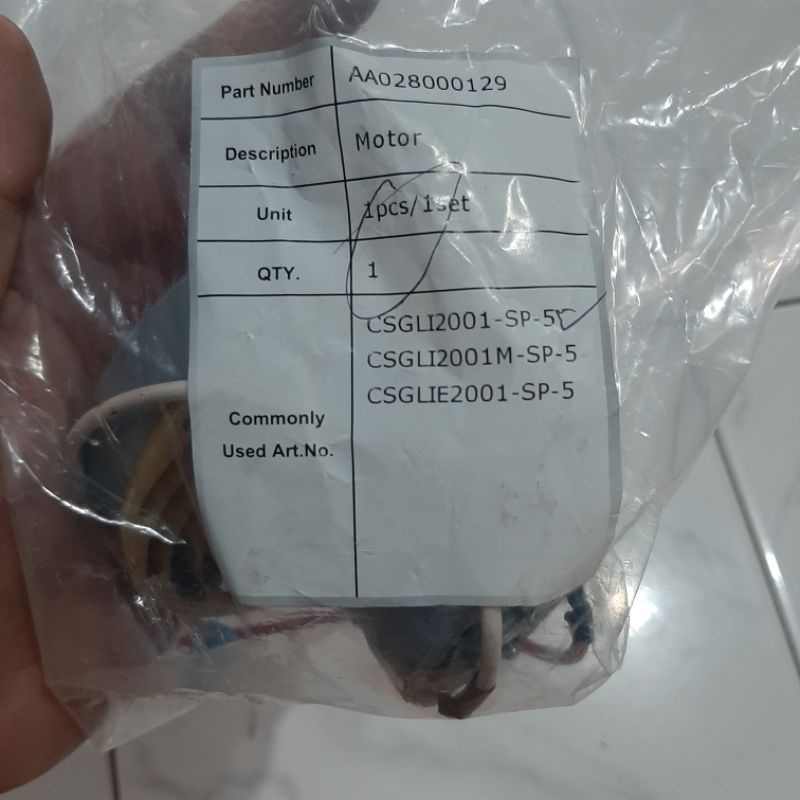 Part Number AA028000129
Description Motor
Unit 1pcs/1set
QTY. 1
CSGLI2001-SP-5
CSGLI2001M-SP-5
CSGLIE2001-SP-5
Commonly
Used Art.No.